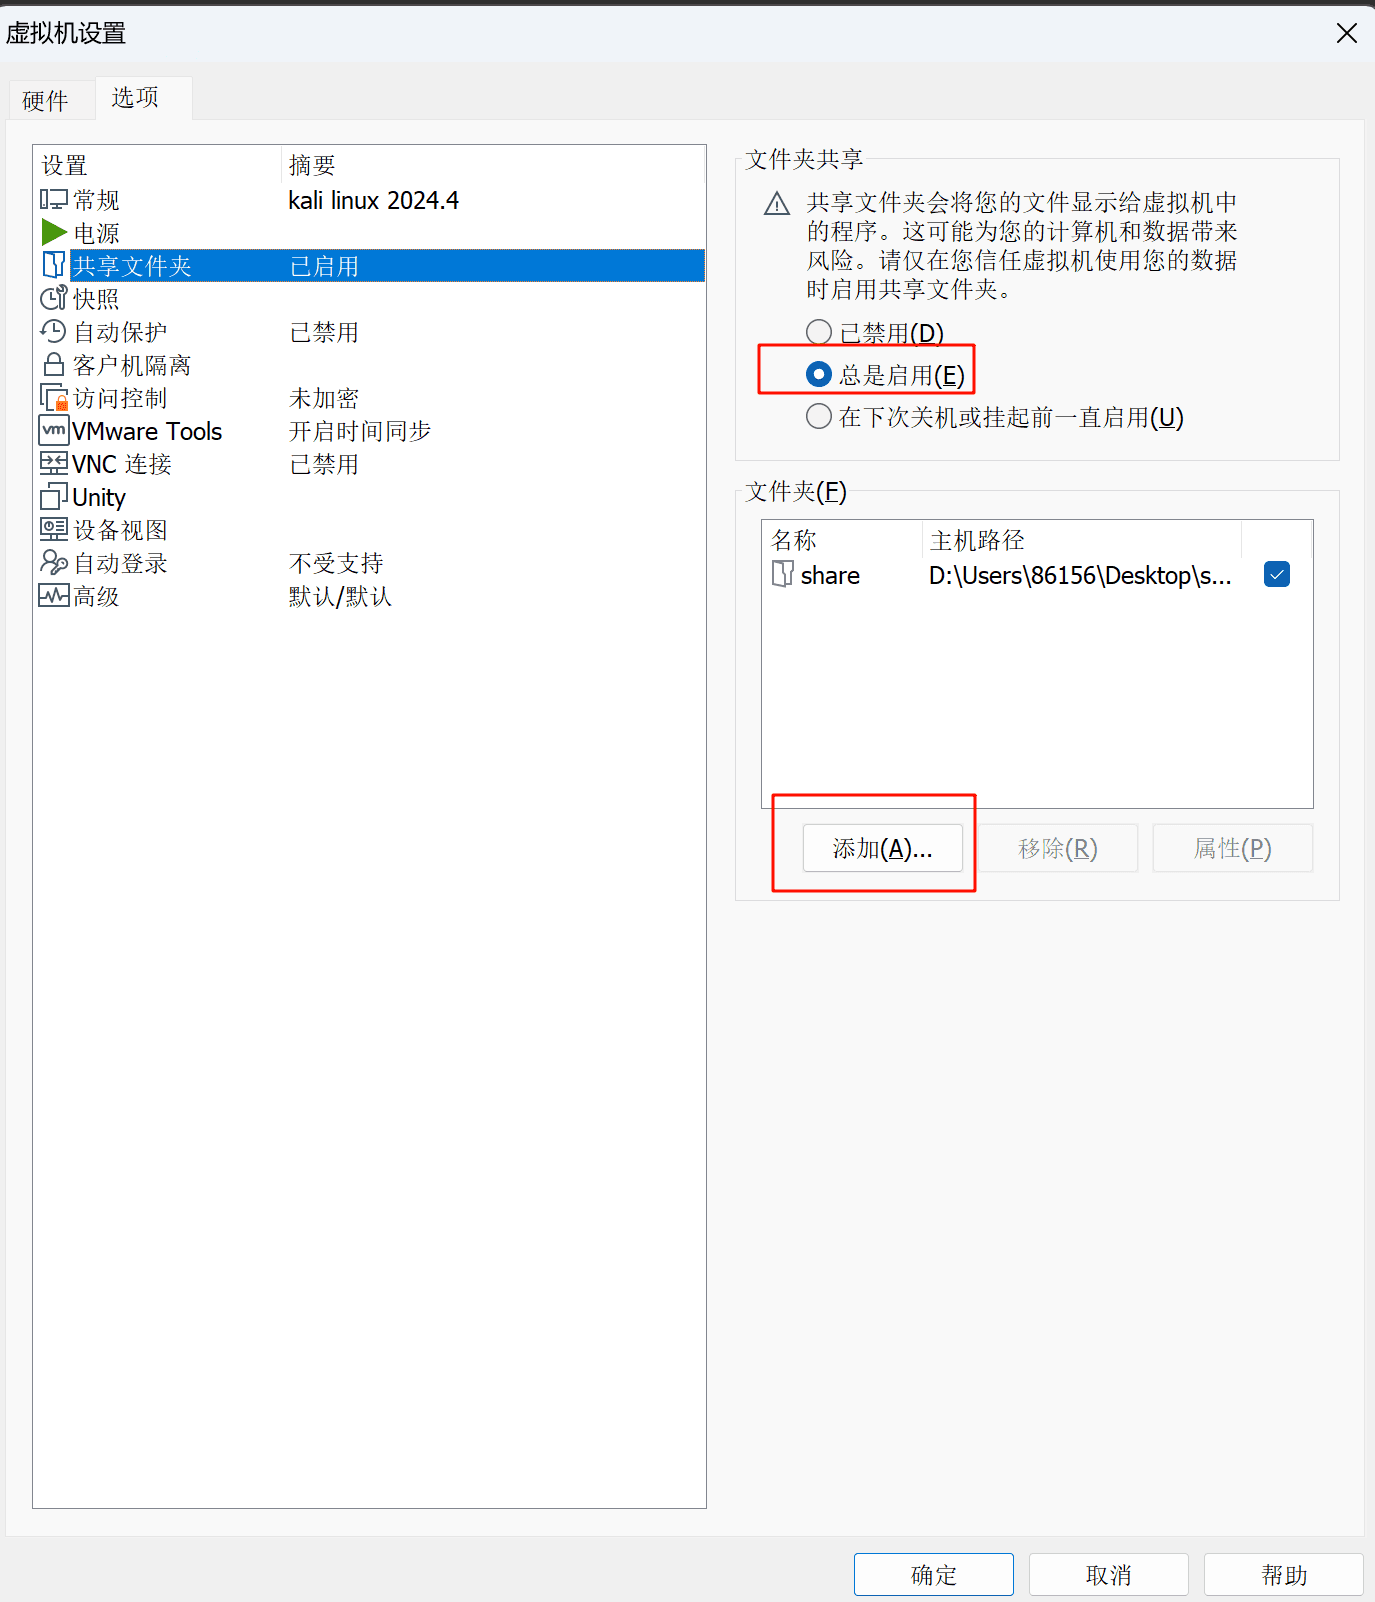 虚拟机设置
硬件 选项
设置 摘要
常规 kali linux 2024.4
电源
共享文件夹 已启用
快照
自动保护 已禁用
客户机隔离
访问控制 未加密
vm VMware Tools 开启时间同步
VNC 连接 已禁用
Unity
设备视图
自动登录 不受支持
高级 默认/默认
文件夹共享
共享文件夹会将您的文件显示给虚拟机中
的程序。这可能为您的计算机和数据带来
风险。请仅在您信任虚拟机使用您的数据
时启用共享文件夹。
已禁用(D)
总是启用(E)
在下次关机或挂起前一直启用(U)
文件夹(F)
名称 主机路径
share D:\Users\86156\Desktop\s...
添加(A)... 移除(R) 属性(P)
确定 取消 帮助